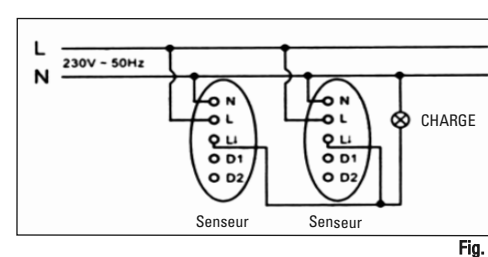 L
230V ~ 50Hz
N
N
L
Li
D1
D2
N
L
Li
D1
D2
CHARGE
Senseur
Senseur
Fig.